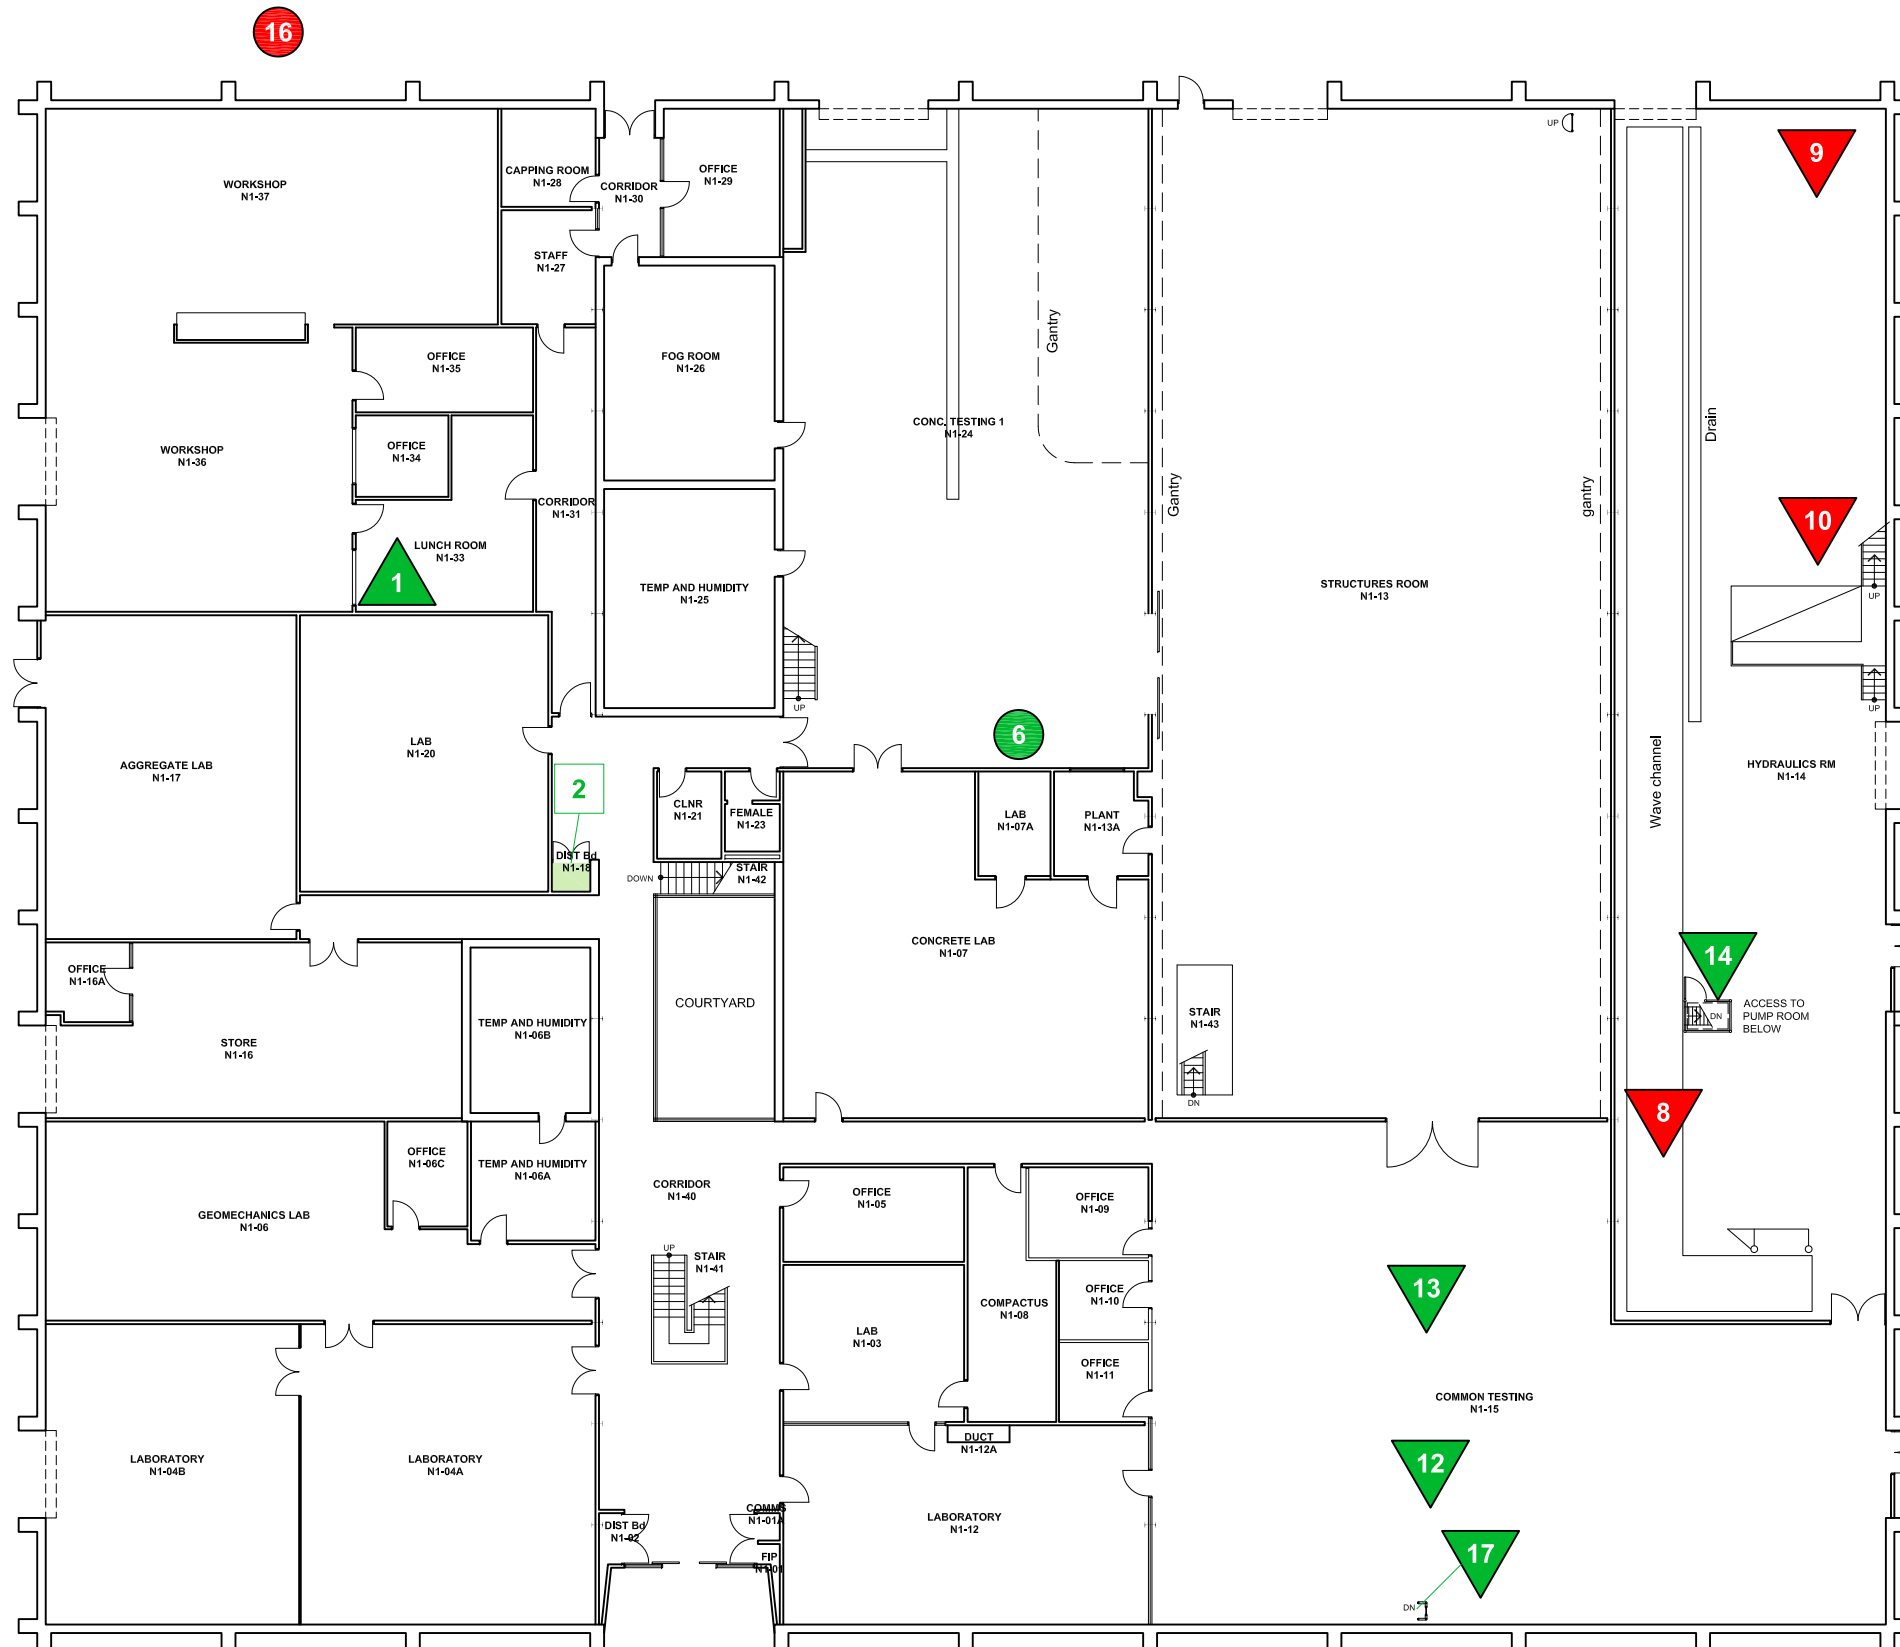 16
9
WORKSHOP
N1-37
CAPPING ROOM
N1-28
CORRIDOR
N1-30
OFFICE
N1-29
UP
STAFF
N1-27
Gantry
OFFICE
N1-35
FOG ROOM
N1-26
WORKSHOP
N1-36
OFFICE
N1-34
CONC. TESTING 1
N1-24
Drain
CORRIDOR
N1-31
Gantry
gantry
10
LUNCH ROOM
N1-33
1
TEMP AND HUMIDITY
N1-25
STRUCTURES ROOM
N1-13
UP
UP
UP
6
LAB
N1-20
AGGREGATE LAB
N1-17
2
HYDRAULICS RM
N1-14
Wave channel
CLNR
N1-21
FEMALE
N1-23
LAB
N1-07A
PLANT
N1-13A
DIST Bd
N1-18
DOWN
STAIR
N1-42
CONCRETE LAB
N1-07
14
OFFICE
N1-16A
COURTYARD
ACCESS TO
PUMP ROOM
BELOW
DN
STAIR
N1-43
DN
TEMP AND HUMIDITY
N1-06B
STORE
N1-16
8
OFFICE
N1-06C
TEMP AND HUMIDITY
N1-06A
CORRIDOR
N1-40
OFFICE
N1-05
OFFICE
N1-09
GEOMECHANICS LAB
N1-06
UP
STAIR
N1-41
OFFICE
N1-10
13
COMPACTUS
N1-08
LAB
N1-03
OFFICE
N1-11
COMMON TESTING
N1-15
DUCT
N1-12A
LABORATORY
N1-04B
LABORATORY
N1-04A
12
COMMS
N1-01A
LABORATORY
N1-12
DIST Bd
N1-02
FIP
N1-01
17
DN